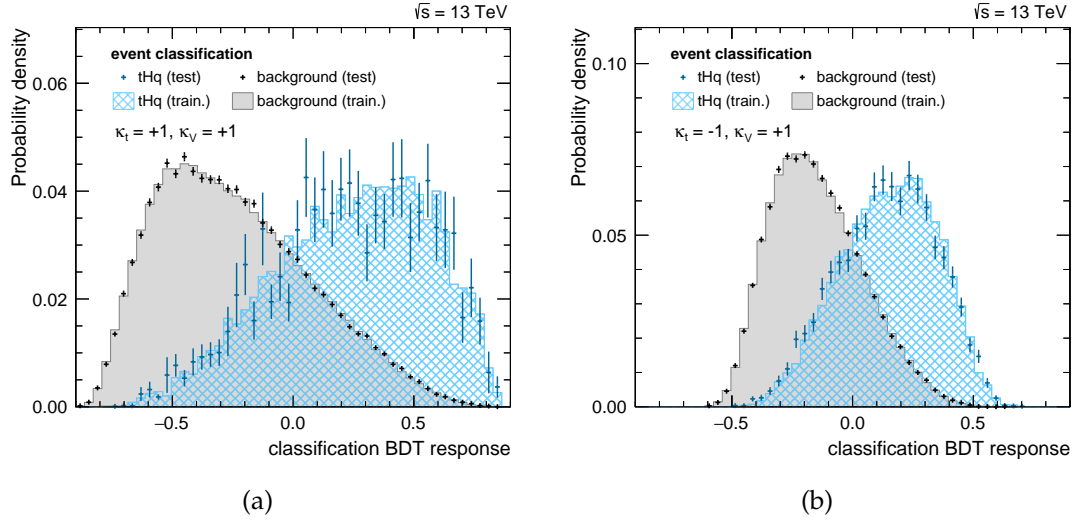 √s = 13 TeV
Probability density
event classification
tHq (test) background (test)
tHq (train.) background (train.)
κt = +1, κV = +1
0.06
0.04
0.02
0.00
−0.5 0.0 0.5
classification BDT response
(a)
√s = 13 TeV
Probability density
event classification
tHq (test) background (test)
tHq (train.) background (train.)
κt = -1, κV = +1
0.10
0.05
0.00
−0.5 0.0 0.5
classification BDT response
(b)